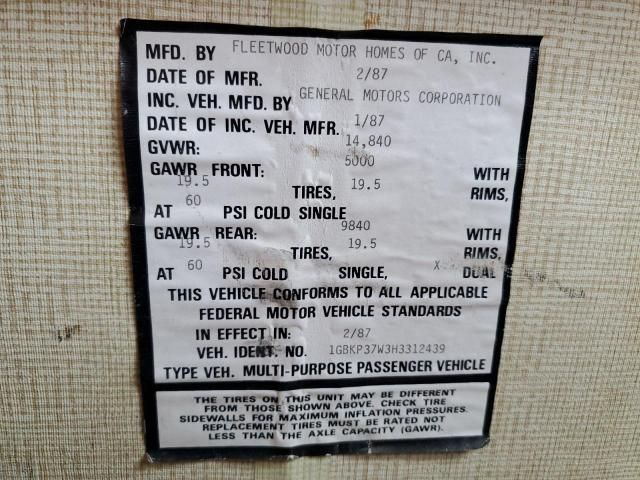 MFD. BY FLEETWOOD MOTOR HOMES OF CA, INC.
DATE OF MFR. 2/87
INC. VEH. MFD. BY GENERAL MOTORS CORPORATION
DATE OF INC. VEH. MFR. 1/87
GVWR: 14,840
GAWR FRONT: 5000 WITH
19.5 TIRES, 19.5 RIMS,
AT 60 PSI COLD SINGLE
GAWR REAR: 9840 WITH
19.5 TIRES, 19.5 RIMS,
AT 60 PSI COLD SINGLE, X DUAL
THIS VEHICLE CONFORMS TO ALL APPLICABLE
FEDERAL MOTOR VEHICLE STANDARDS
IN EFFECT IN: 2/87
VEH. IDENT. NO. 1GBKP37W3H3312439
TYPE VEH. MULTI-PURPOSE PASSENGER VEHICLE
THE TIRES ON THIS UNIT MAY BE DIFFERENT
FROM THOSE SHOWN ABOVE. CHECK TIRE
SIDEWALLS FOR MAXIMUM INFLATION PRESSURES.
REPLACEMENT TIRES MUST BE RATED NOT
LESS THAN THE AXLE CAPACITY (GAWR).